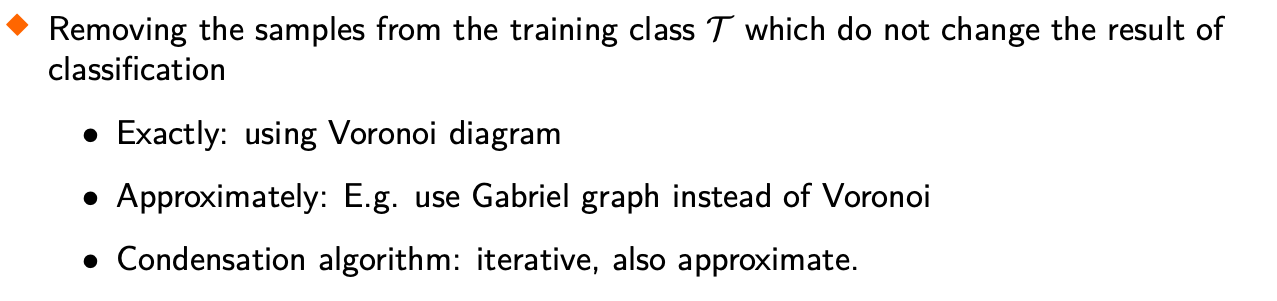 ◆ Removing the samples from the training class 𝒯 which do not change the result of
classification
• Exactly: using Voronoi diagram
• Approximately: E.g. use Gabriel graph instead of Voronoi
• Condensation algorithm: iterative, also approximate.